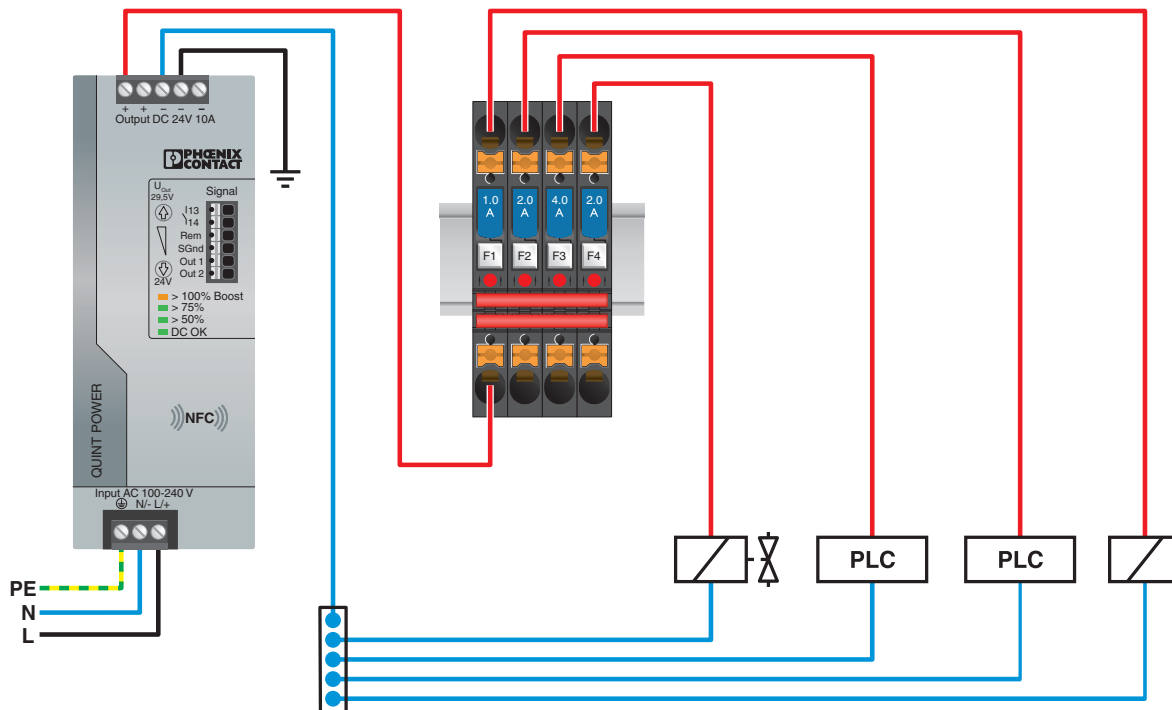 + + – – –
Output DC 24V 10A
PHŒNIX
CONTACT
UOut
29,5V
Signal
13
14
Rem
SGnd
Out 1
Out 2
24V
> 100% Boost
> 75%
> 50%
DC OK
QUINT POWER
NFC
Input AC 100-240 V
N/- L/+
PE
N
L
1.0 A
2.0 A
4.0 A
2.0 A
F1 F2 F3 F4
PLC
PLC